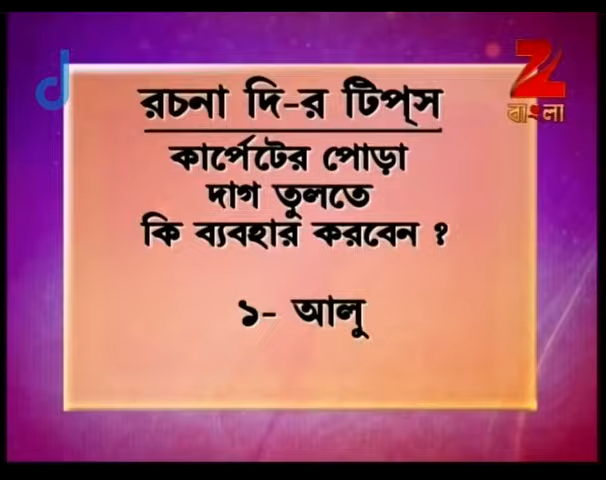 রচনা দি-র টিপ্‌স
কার্পেটের পোড়া
দাগ তুলতে
কি ব্যবহার করবেন ?
১- আলু
Z
বাংলা